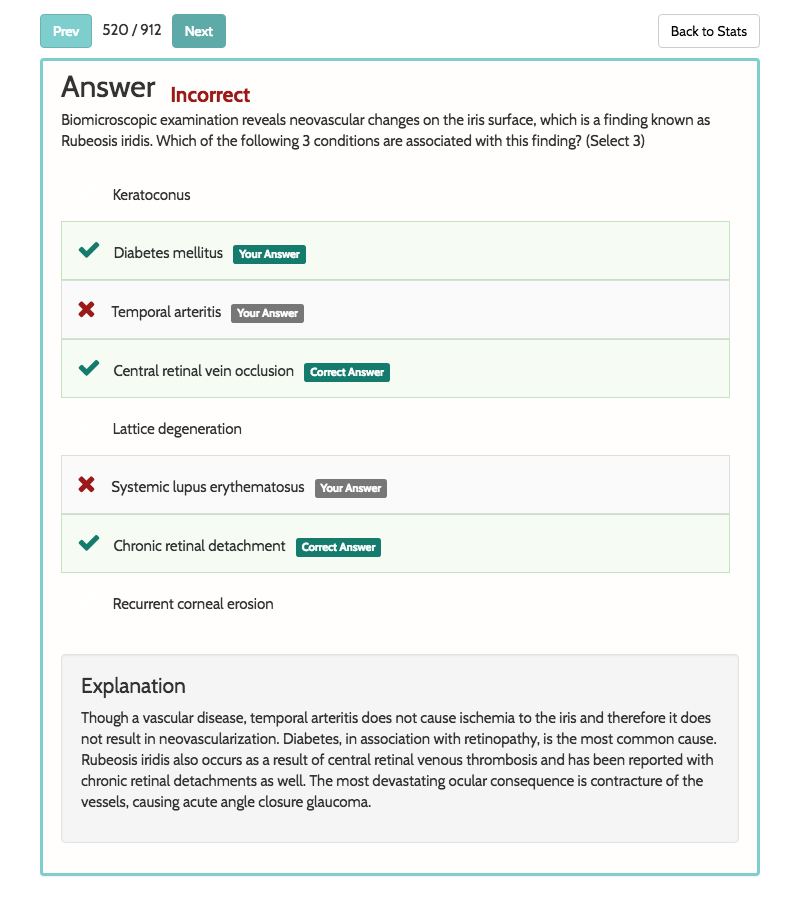 Prev 520 / 912 Next Back to Stats
Answer Incorrect
Biomicroscopic examination reveals neovascular changes on the iris surface, which is a finding known as
Rubeosis iridis. Which of the following 3 conditions are associated with this finding? (Select 3)
Keratoconus
Diabetes mellitus Your Answer
Temporal arteritis Your Answer
Central retinal vein occlusion Correct Answer
Lattice degeneration
Systemic lupus erythematosus Your Answer
Chronic retinal detachment Correct Answer
Recurrent corneal erosion
Explanation
Though a vascular disease, temporal arteritis does not cause ischemia to the iris and therefore it does
not result in neovascularization. Diabetes, in association with retinopathy, is the most common cause.
Rubeosis iridis also occurs as a result of central retinal venous thrombosis and has been reported with
chronic retinal detachments as well. The most devastating ocular consequence is contracture of the
vessels, causing acute angle closure glaucoma.